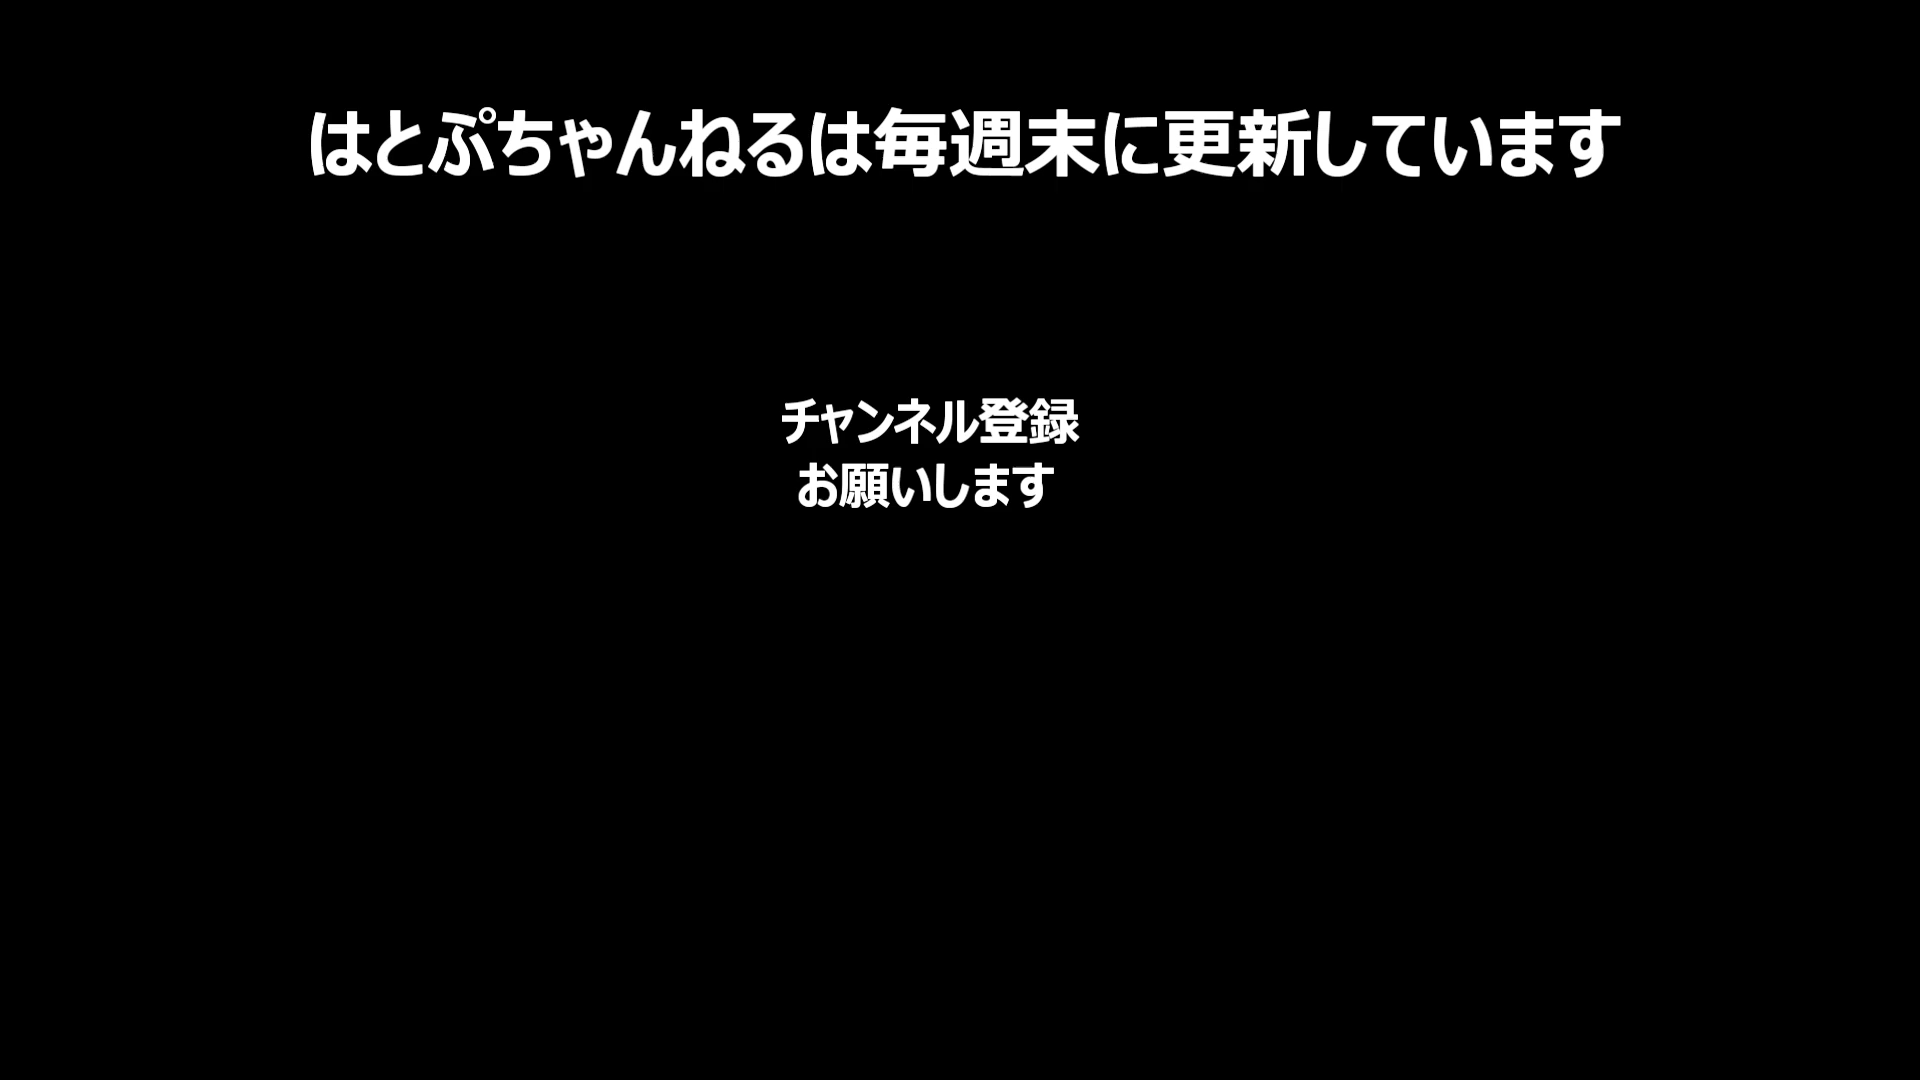 はとぷちゃんねるは毎週末に更新しています
チャンネル登録
お願いします